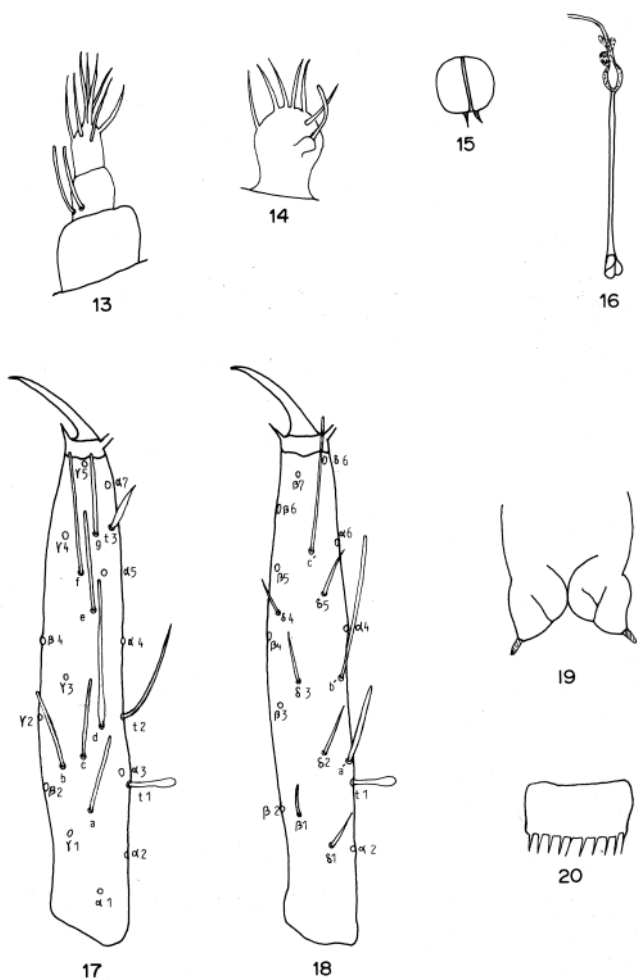 13
14
15
16
γ5
α7
γ4
g
t3
f
α5
e
β4
α4
γ3
γ2
d
t2
c
b
α3
β2
t1
a
γ1
α2
α1
17
δ6
β7
β6
α6
c'
β5
δ5
δ4
α4
β4
δ3
b'
β3
δ2
a'
t1
β2
β1
δ1
α2
18
19
20